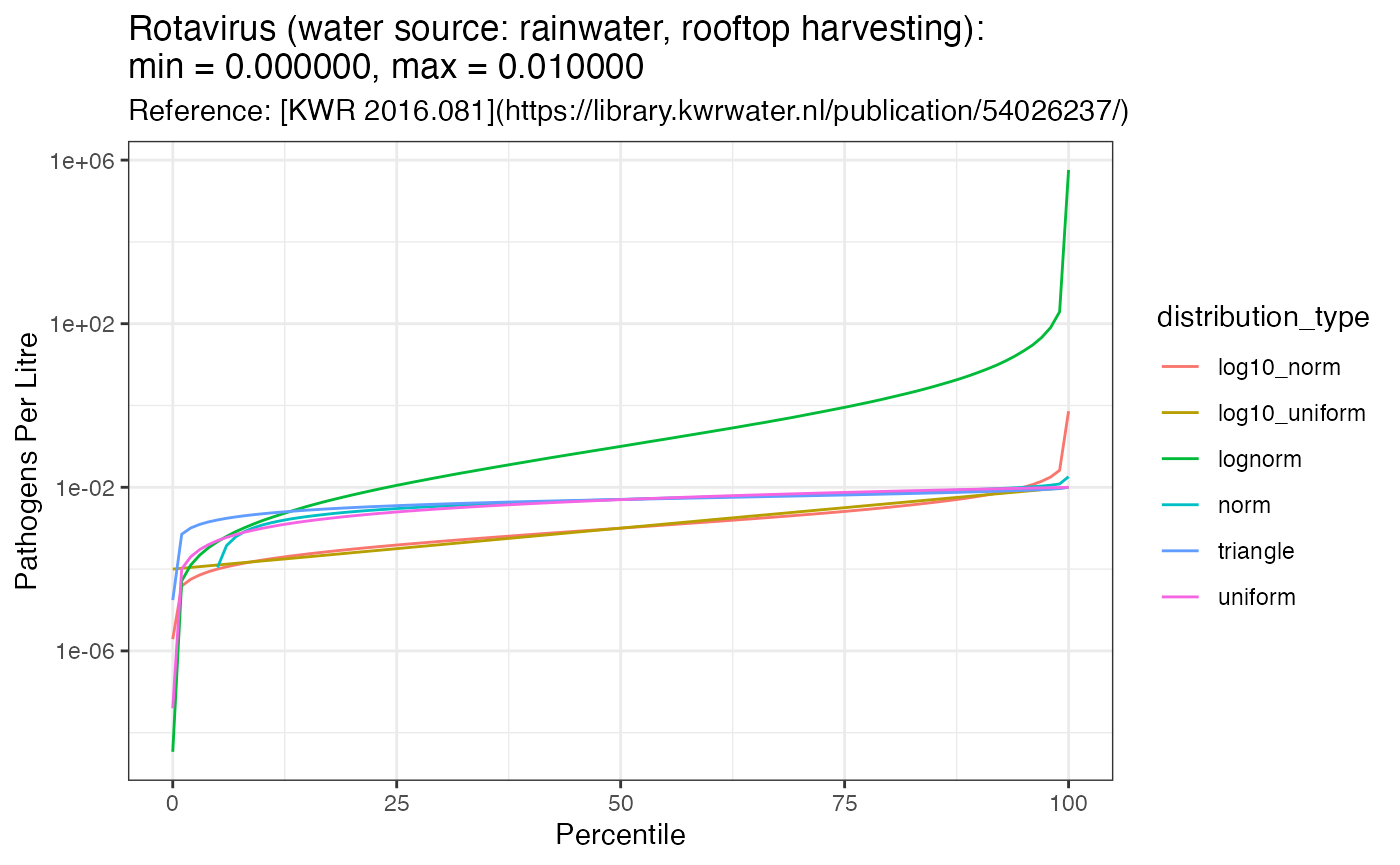 Rotavirus (water source: rainwater, rooftop harvesting):
min = 0.000000, max = 0.010000
Reference: [KWR 2016.081](https://library.kwrwater.nl/publication/54026237/)
Pathogens Per Litre
1e+06
1e+02
1e-02
1e-06
0 25 50 75 100
Percentile
distribution_type
log10_norm
log10_uniform
lognorm
norm
triangle
uniform